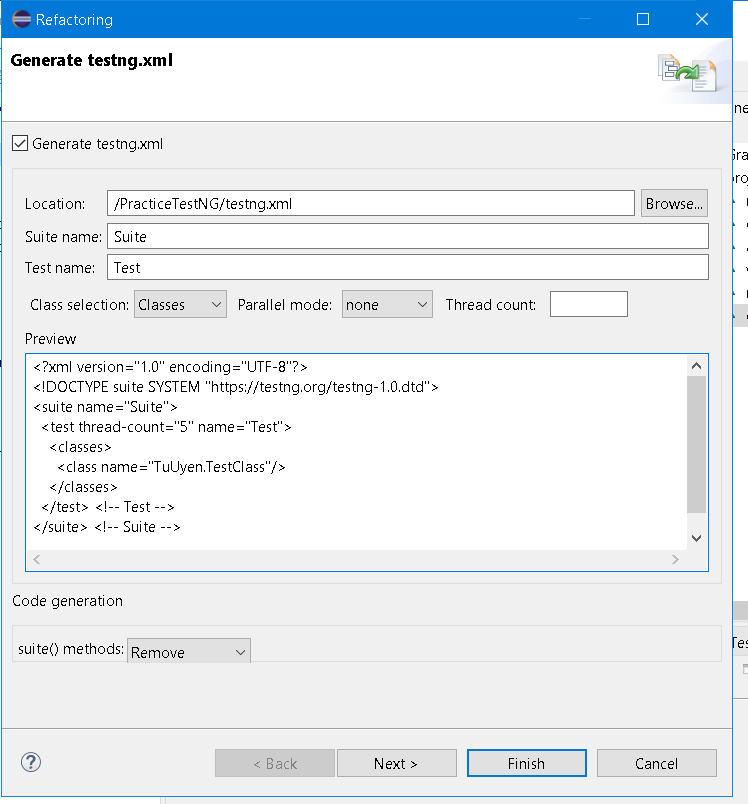 Refactoring
Generate testng.xml
Generate testng.xml
Location: /PracticeTestNG/testng.xml Browse...
Suite name: Suite
Test name: Test
Class selection: Classes Parallel mode: none Thread count:
Preview
<?xml version="1.0" encoding="UTF-8"?>
<!DOCTYPE suite SYSTEM "https://testng.org/testng-1.0.dtd">
<suite name="Suite">
<test thread-count="5" name="Test">
<classes>
<class name="TuUyen.TestClass"/>
</classes>
</test> <!-- Test -->
</suite> <!-- Suite -->
Code generation
suite() methods: Remove
< Back Next > Finish Cancel